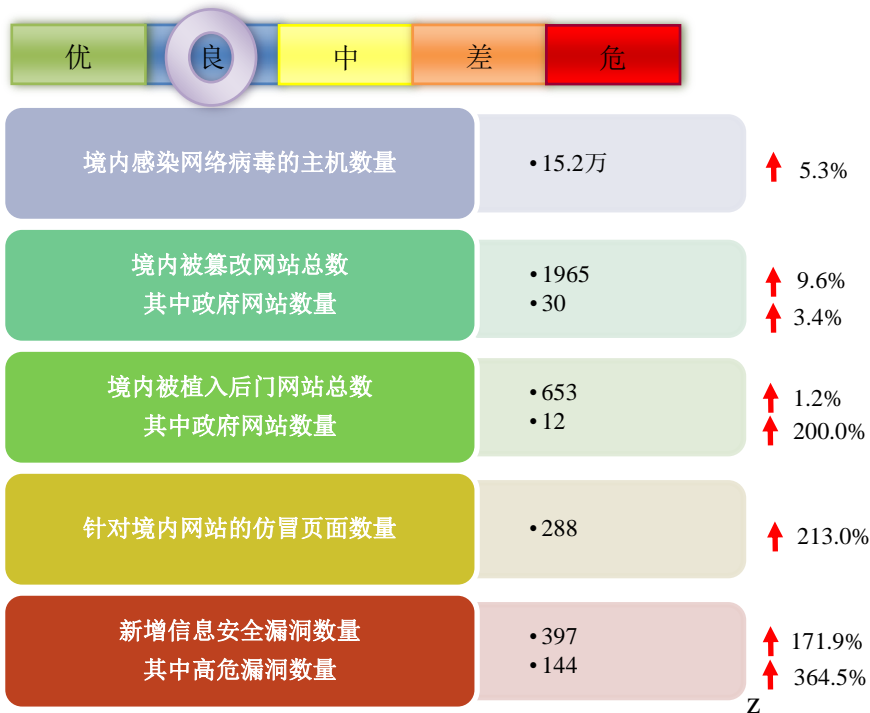 优 良 中 差 危
境内感染网络病毒的主机数量
•15.2万
5.3%
境内被篡改网站总数
其中政府网站数量
•1965
•30
9.6%
3.4%
境内被植入后门网站总数
其中政府网站数量
•653
•12
1.2%
200.0%
针对境内网站的仿冒页面数量
•288
213.0%
新增信息安全漏洞数量
其中高危漏洞数量
•397
•144
171.9%
364.5%
Z